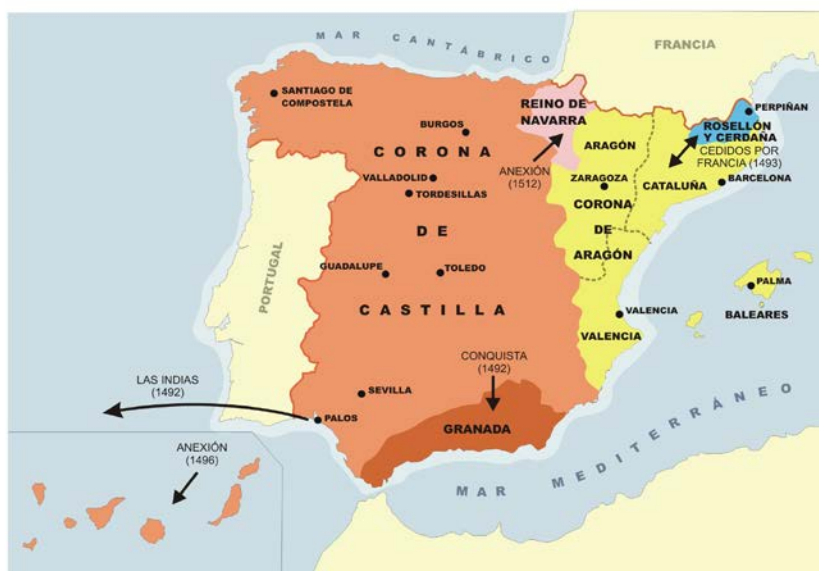 MAR CANTÁBRICO
FRANCIA
SANTIAGO DE
COMPOSTELA
BURGOS
REINO DE
NAVARRA
ARAGÓN
PERPIÑAN
ROSELLÓN
Y CERDAÑA
CEDIDOS POR
FRANCIA (1493)
CORONA
ANEXIÓN
(1512)
VALLADOLID
TORDESILLAS
ZARAGOZA
CATALUÑA
BARCELONA
CORONA
DE
ARAGÓN
DE
PORTUGAL
GUADALUPE
TOLEDO
PALMA
BALEARES
CASTILLA
VALENCIA
VALENCIA
CONQUISTA
(1492)
LAS INDIAS
(1492)
SEVILLA
PALOS
GRANADA
MAR MEDITERRÁNEO
ANEXIÓN
(1496)